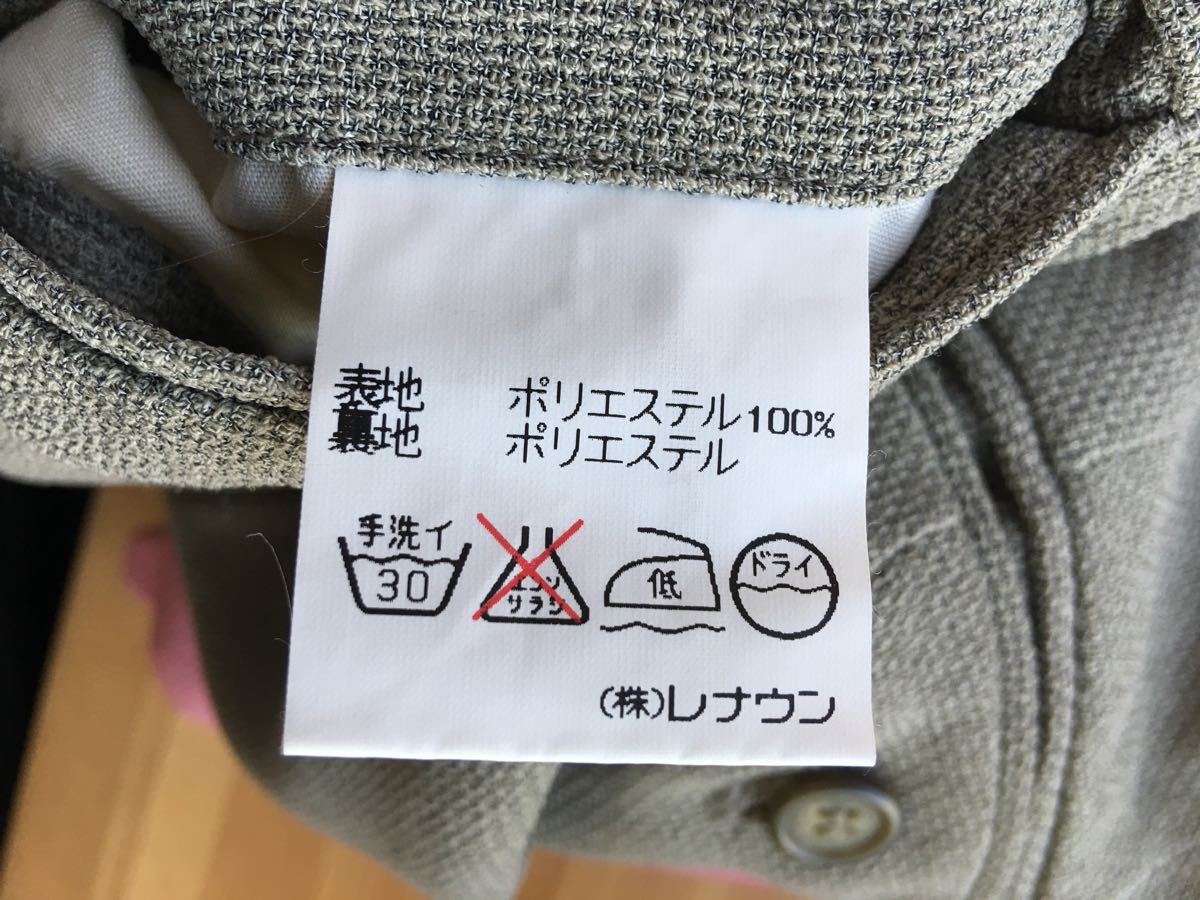 表地 ポリエステル100%
裏地 ポリエステル
手洗イ
30
エンソ
サラシ
低
ドライ
(株)レナウン